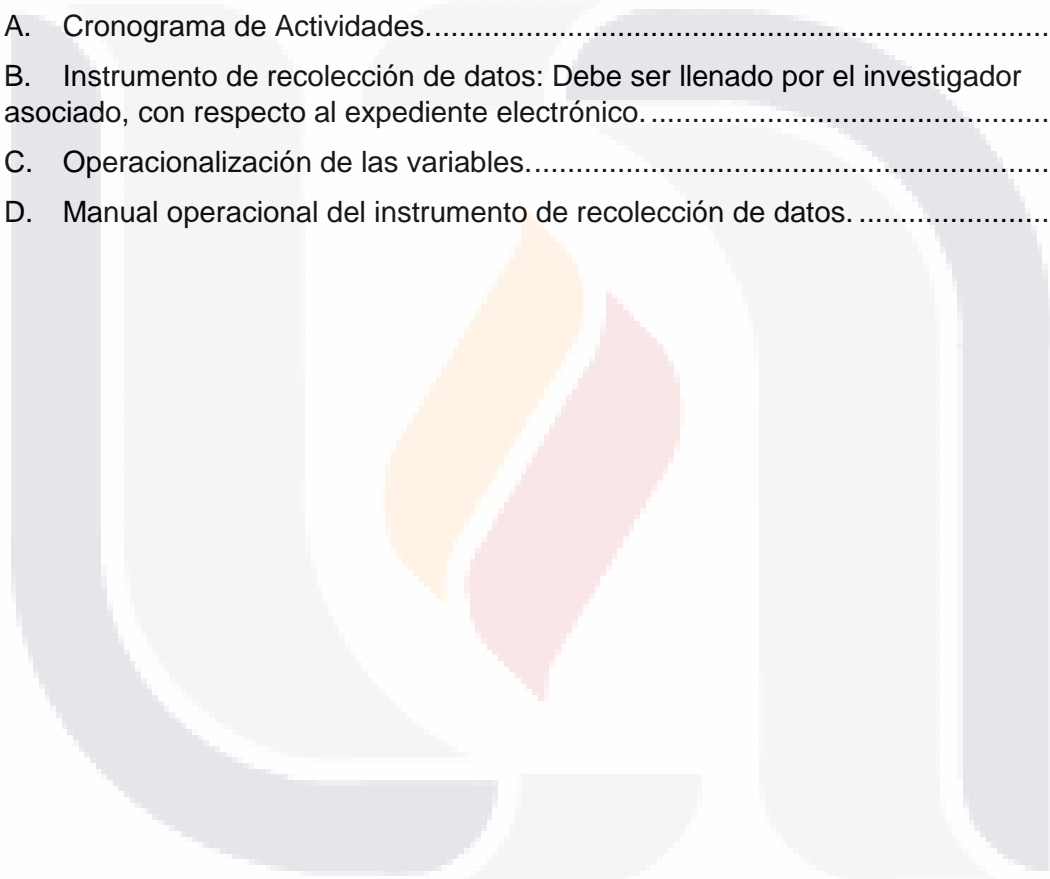 A. Cronograma de Actividades.......................................................................
B. Instrumento de recolección de datos: Debe ser llenado por el investigador
asociado, con respecto al expediente electrónico. .............................................
C. Operacionalización de las variables............................................................
D. Manual operacional del instrumento de recolección de datos. .....................